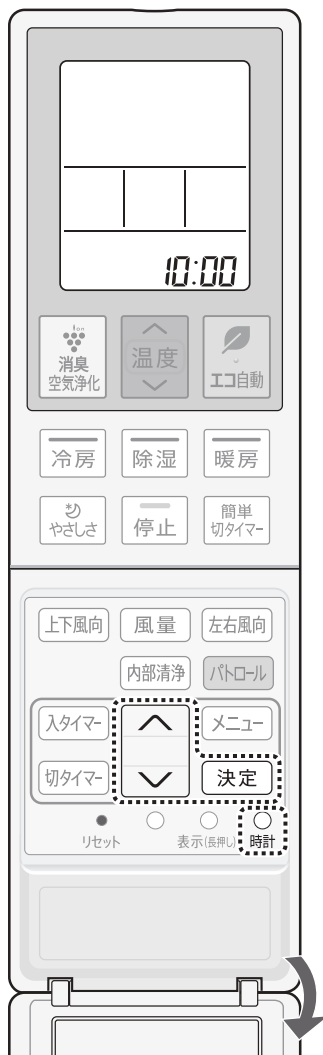 10:00
ion
消臭
空気浄化
温度
エコ自動
冷房
除湿
暖房
やさしさ
停止
簡単
切タイマー
上下風向
風量
左右風向
内部清浄
パトロール
入タイマー
メニュー
切タイマー
決定
リセット
表示(長押し)
時計